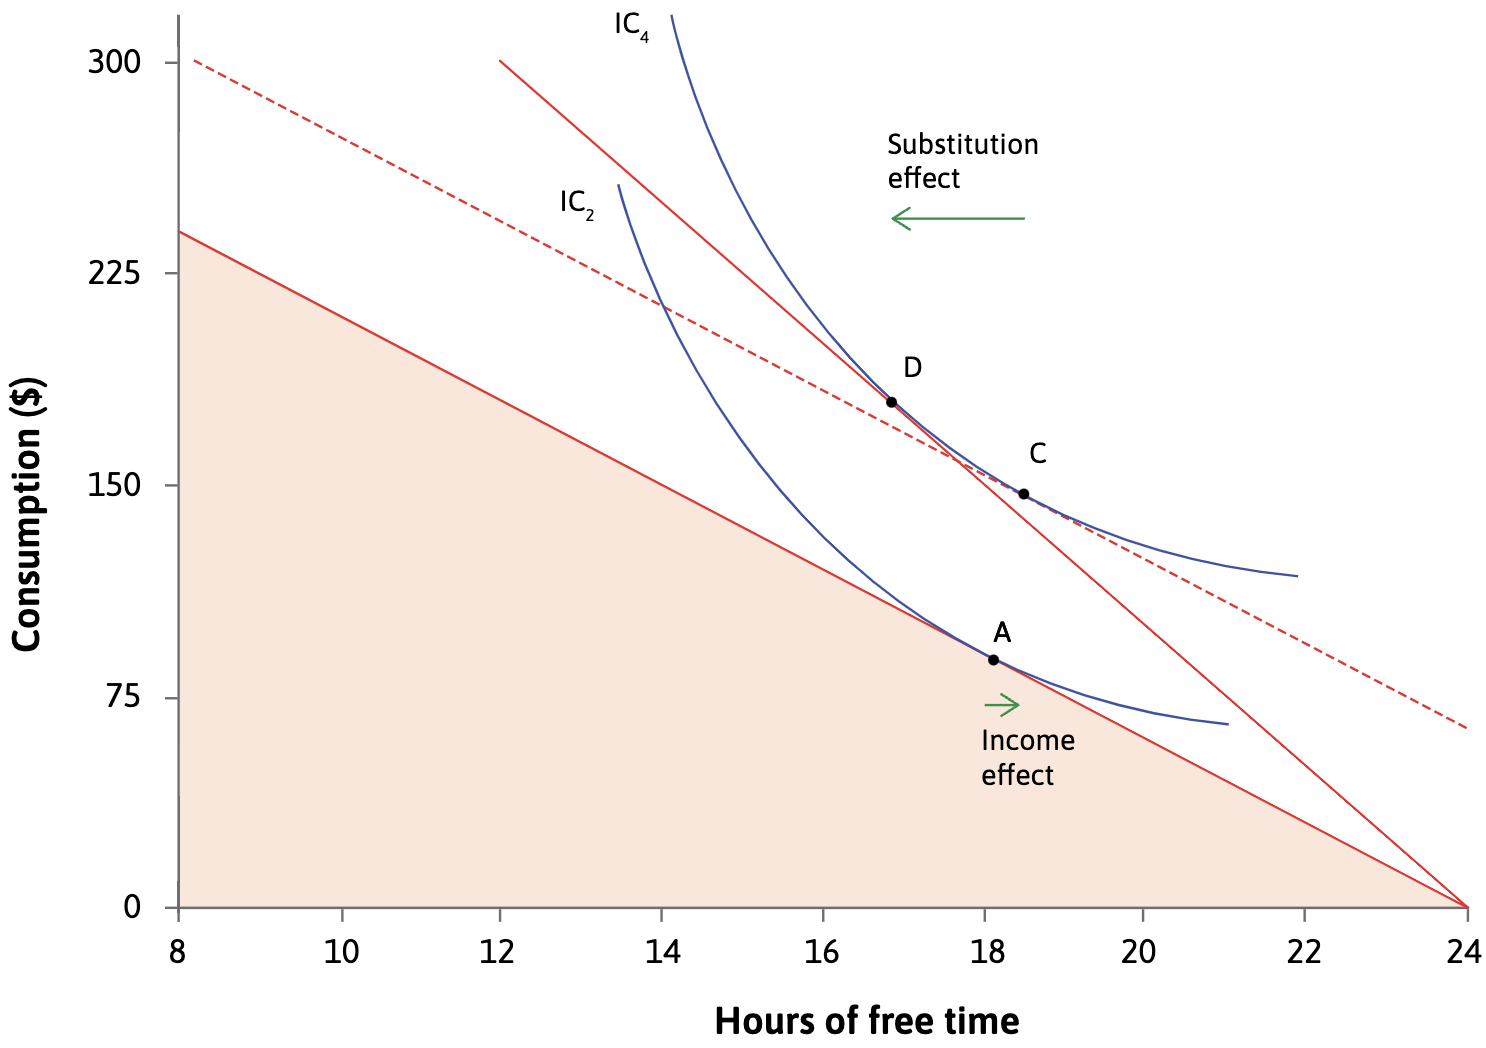 IC4
300
Substitution
effect
IC2
225
D
C
150
A
75
Income
effect
0
8 10 12 14 16 18 20 22 24
Consumption ($)
Hours of free time